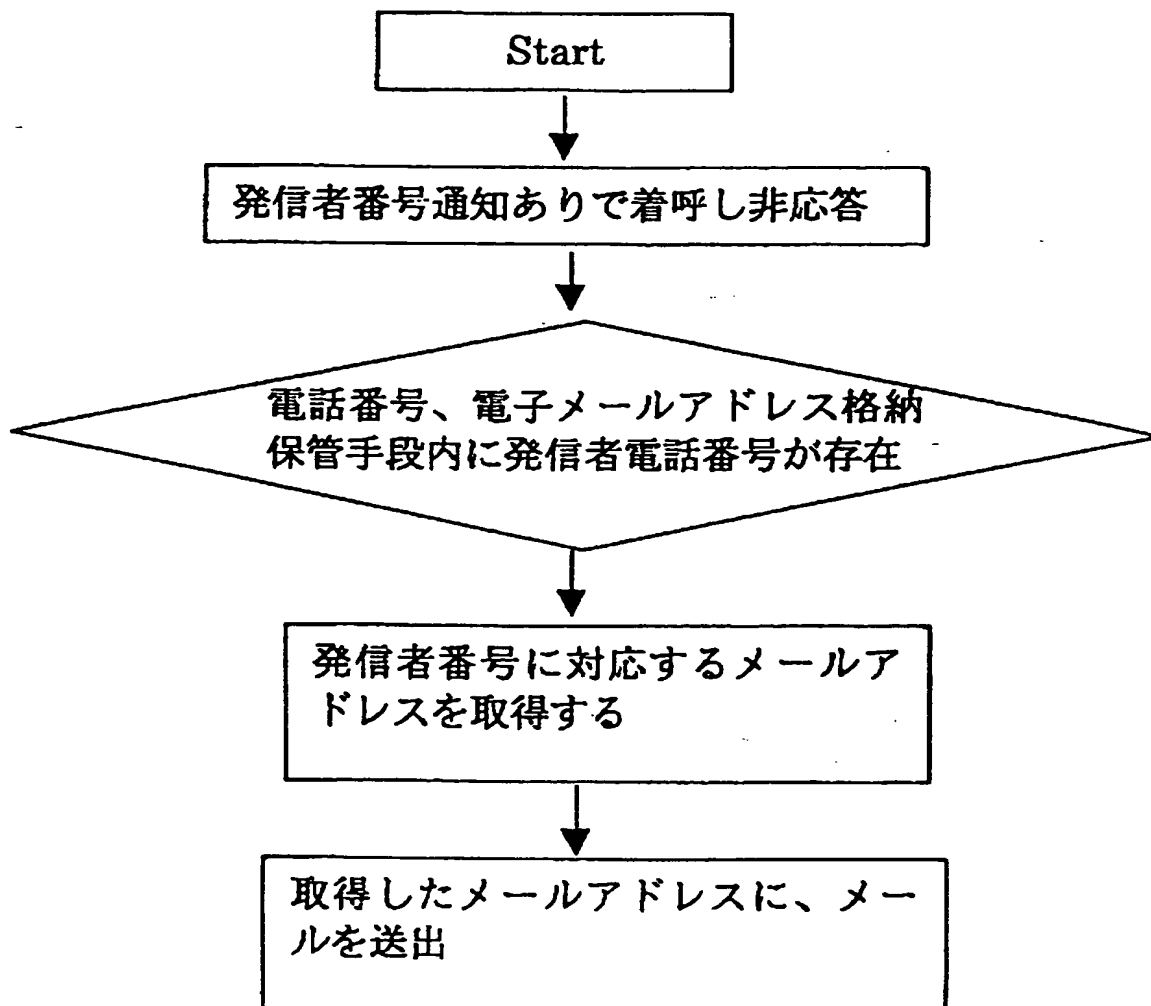 Start
発信者番号通知ありで着呼し非応答
電話番号、電子メールアドレス格納
保管手段内に発信者電話番号が存在
発信者番号に対応するメールア
ドレスを取得する
取得したメールアドレスに、メー
ルを送出